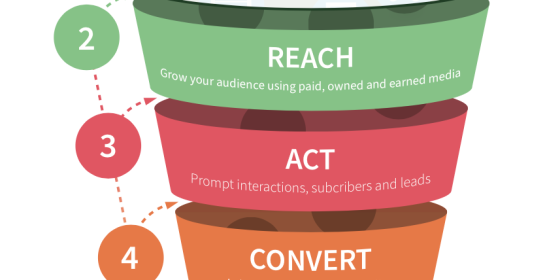 2
REACH
Grow your audience using paid, owned and earned media
3
ACT
Prompt interactions, subcribers and leads
4
CONVERT